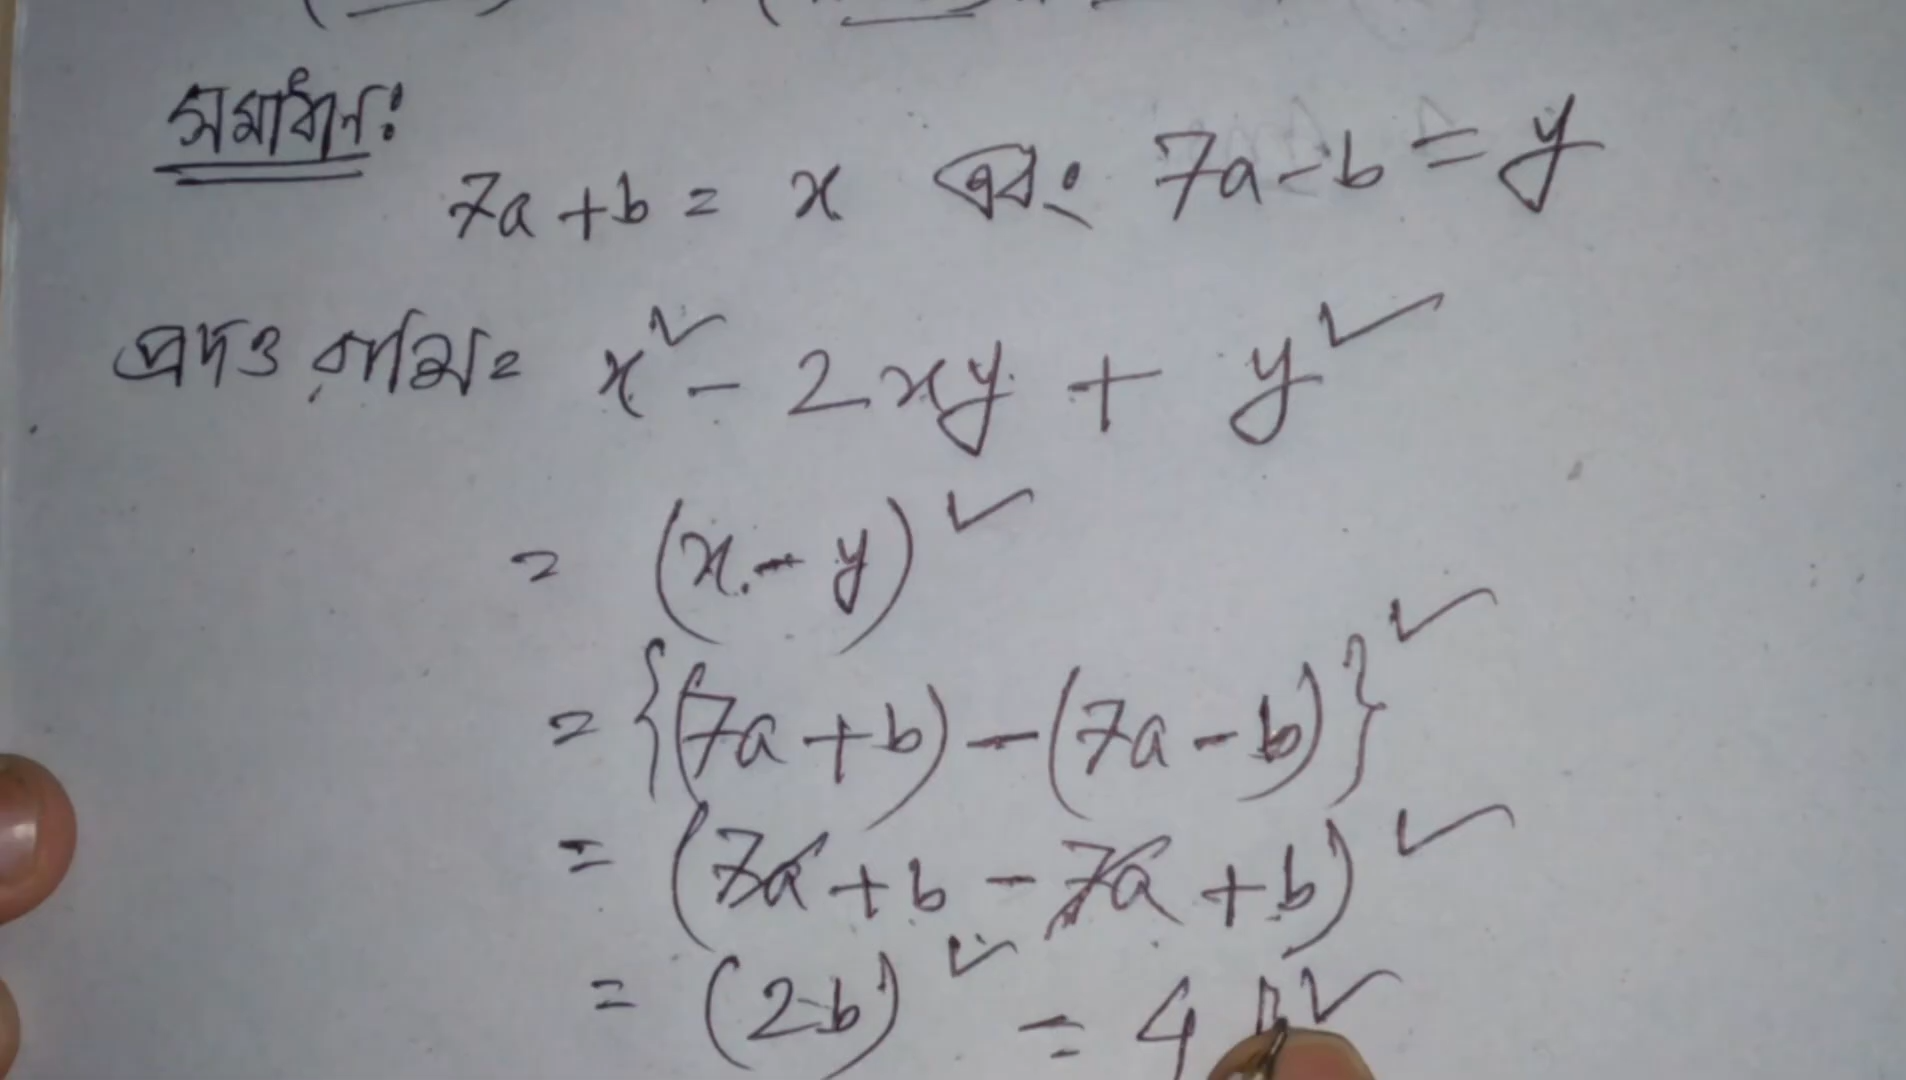 সমাধানঃ
7a+b = x এবং 7a-b = y
প্রদত্ত রাশি = x² - 2xy + y²
= (x - y)²
= {(7a+b)-(7a-b)}²
= (7a+b-7a+b)²
= (2b)² = 4b²